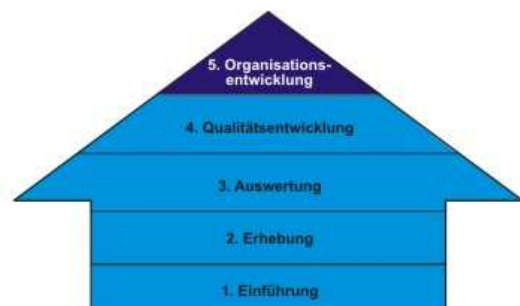 5. Organisations-
entwicklung
4. Qualitätsentwicklung
3. Auswertung
2. Erhebung
1. Einführung